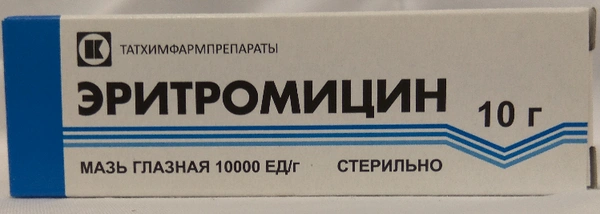 ТАТХИМФАРМПРЕПАРАТЫ
ЭРИТРОМИЦИН 10 г
МАЗЬ ГЛАЗНАЯ 10000 ЕД/г СТЕРИЛЬНО